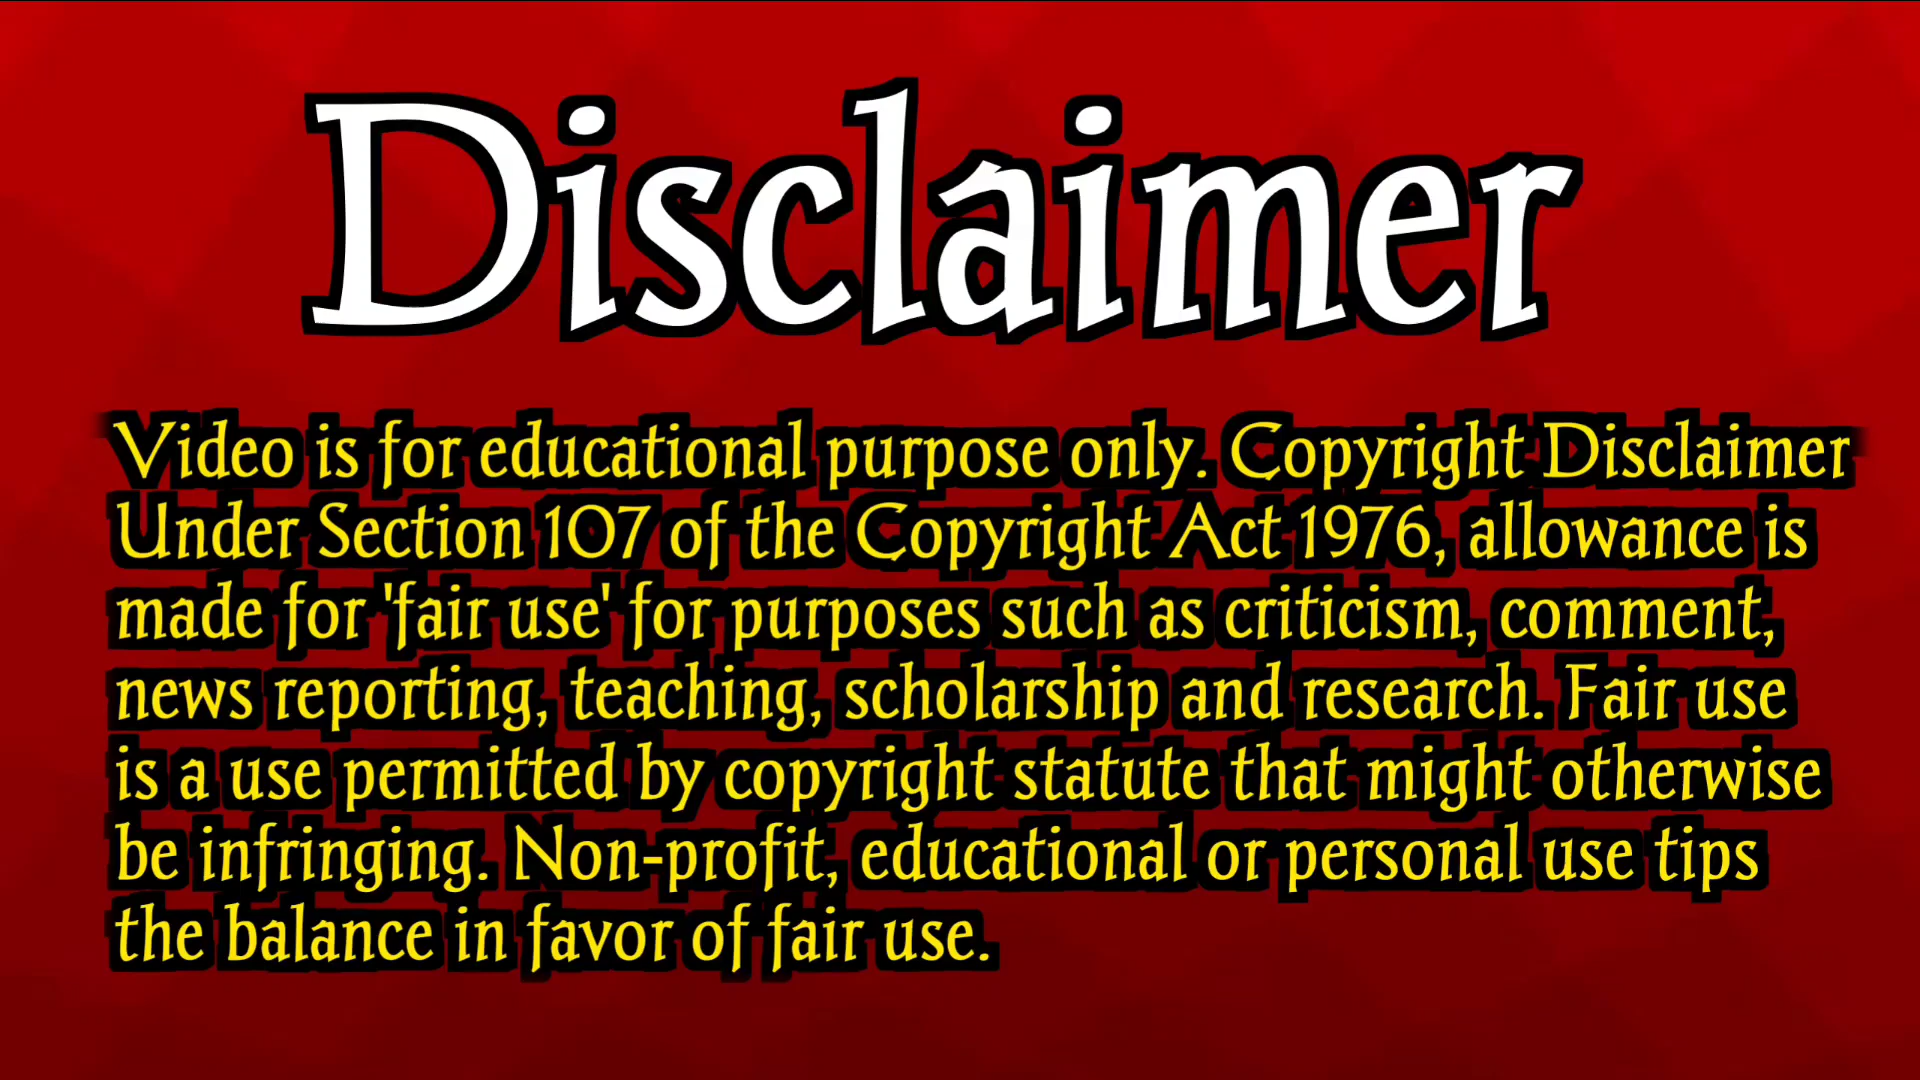 Disclaimer
Video is for educational purpose only. Copyright Disclaimer
Under Section 107 of the Copyright Act 1976, allowance is
made for 'fair use' for purposes such as criticism, comment,
news reporting, teaching, scholarship and research. Fair use
is a use permitted by copyright statute that might otherwise
be infringing. Non-profit, educational or personal use tips
the balance in favor of fair use.